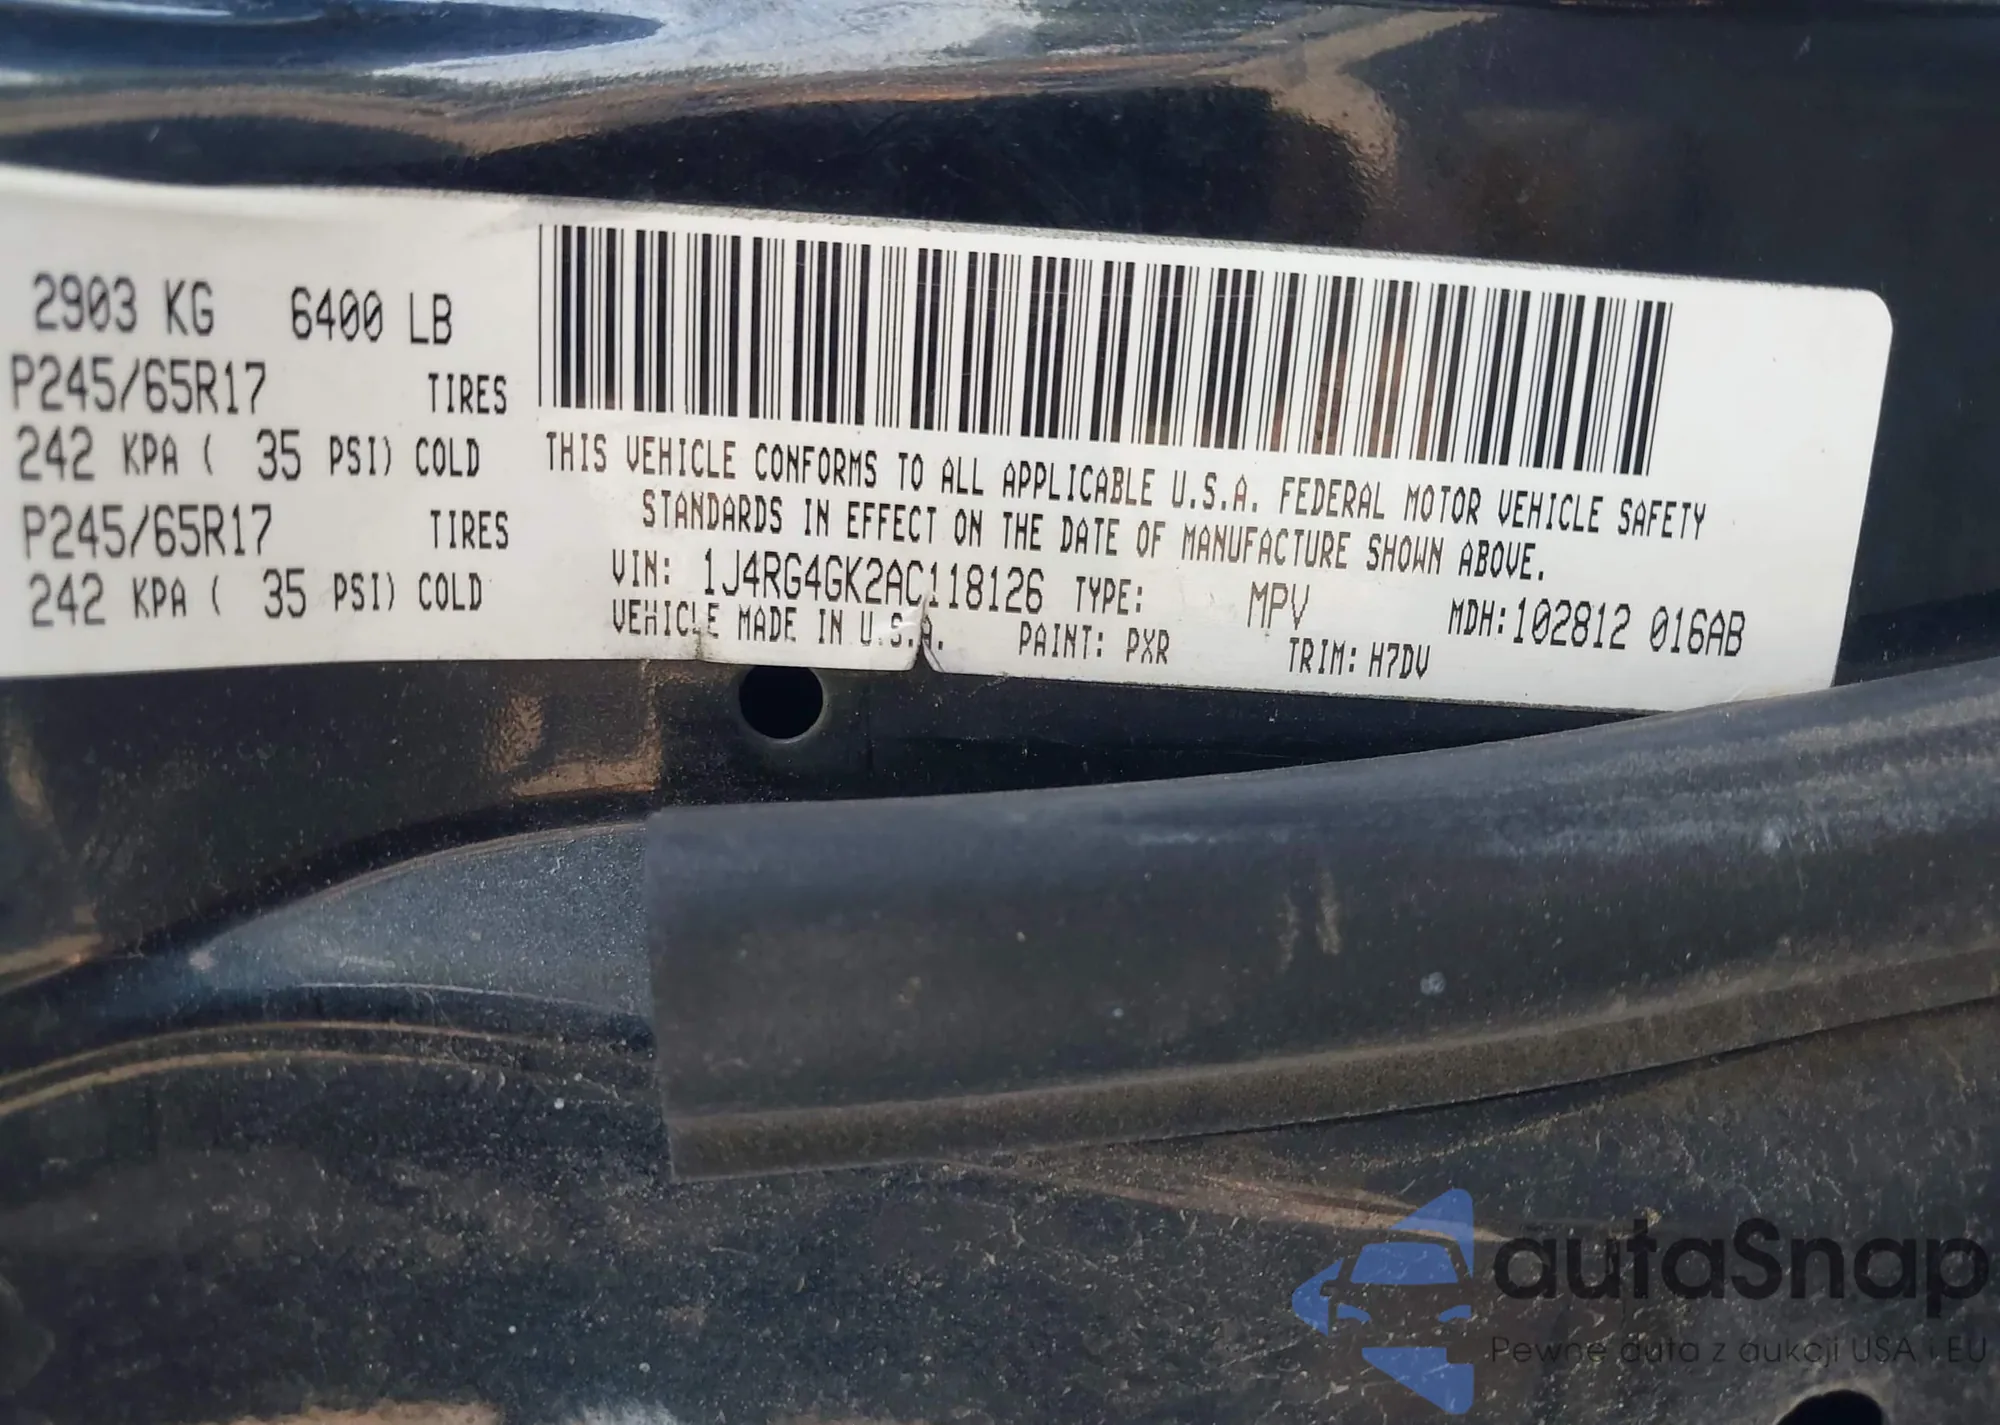 2903 KG 6400 LB
P245/65R17 TIRES
242 KPA ( 35 PSI) COLD
P245/65R17 TIRES
242 KPA ( 35 PSI) COLD
THIS VEHICLE CONFORMS TO ALL APPLICABLE U.S.A. FEDERAL MOTOR VEHICLE SAFETY
STANDARDS IN EFFECT ON THE DATE OF MANUFACTURE SHOWN ABOVE.
VIN: 1J4RG4GK2AC118126 TYPE: MPV MDH:102812 016AB
VEHICLE MADE IN U.S.A. PAINT: PXR TRIM: H7DV
autaSnap
Pewne auta z aukcji USA i EU